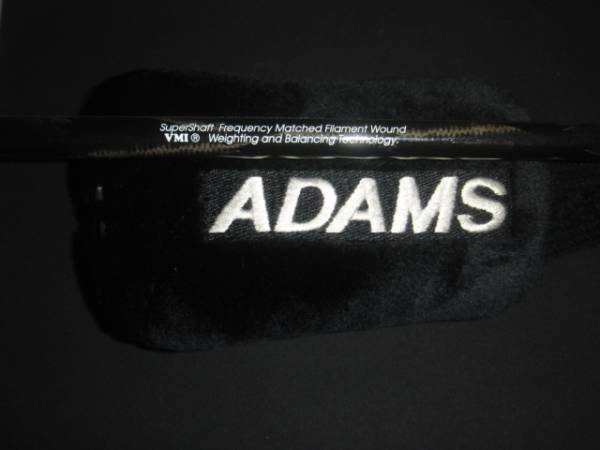 SuperShaft Frequency Matched Filament Wound
VMI® Weighting and Balancing Technology.
ADAMS